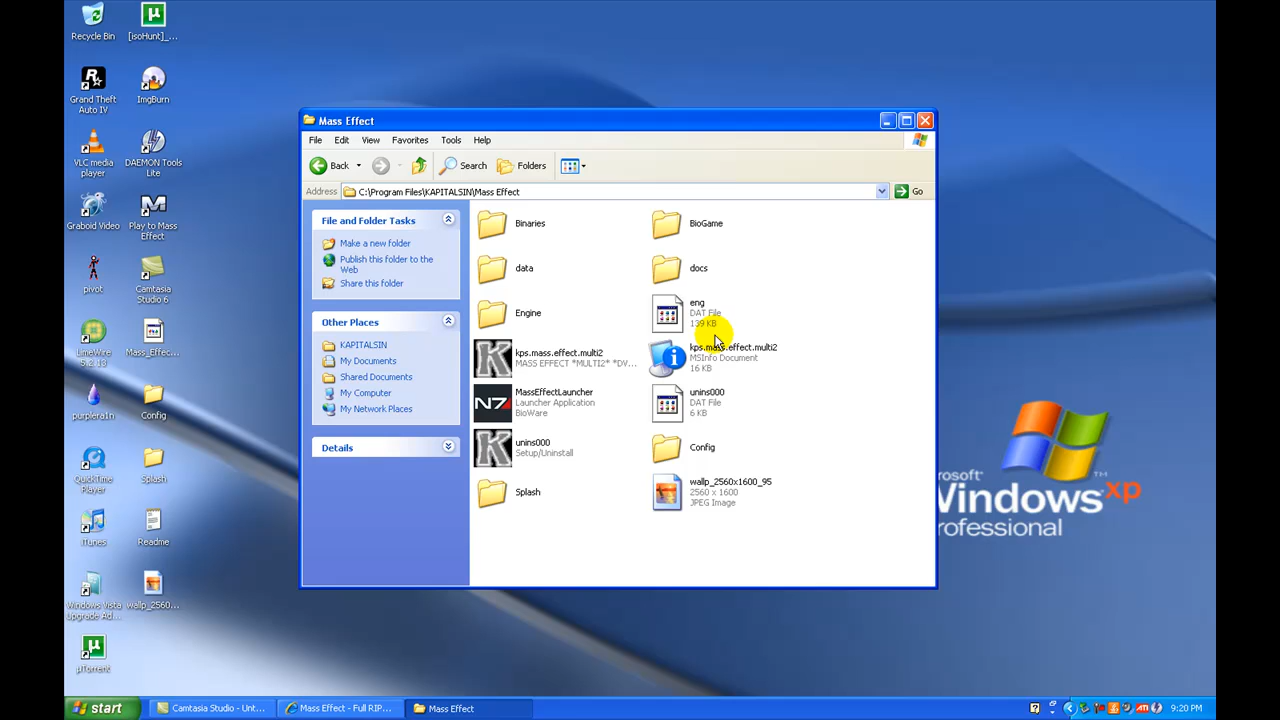 Recycle Bin
[isoHunt]_...
Grand Theft
Auto IV
ImgBurn
VLC media
player
DAEMON Tools
Lite
Graboid Video
Play to Mass
Effect
pivot
Camtasia
Studio 6
LimeWire
5.2.13
Mass_Effec...
purplera1n
Config
QuickTime
Player
Splash
iTunes
Readme
Windows Vista
Upgrade Ad...
wallp_2560...
µTorrent
Mass Effect
File Edit View Favorites Tools Help
Back Search Folders
Address C:\Program Files\KAPITALSIN\Mass Effect Go
File and Folder Tasks
Make a new folder
Publish this folder to the
Web
Share this folder
Other Places
KAPITALSIN
My Documents
Shared Documents
My Computer
My Network Places
Details
Binaries
BioGame
data
docs
Engine
eng
DAT File
139 KB
kps.mass.effect.multi2
MASS EFFECT *MULTI2* *DV...
kps.mass.effect.multi2
MSInfo Document
16 KB
N7
MassEffectLauncher
Launcher Application
BioWare
unins000
DAT File
6 KB
unins000
Setup/Uninstall
Config
Splash
wallp_2560x1600_95
2560 x 1600
JPEG Image
Microsoft
Windows xp
Professional
start Camtasia Studio - Unt... Mass Effect - Full RIP... Mass Effect 9:20 PM